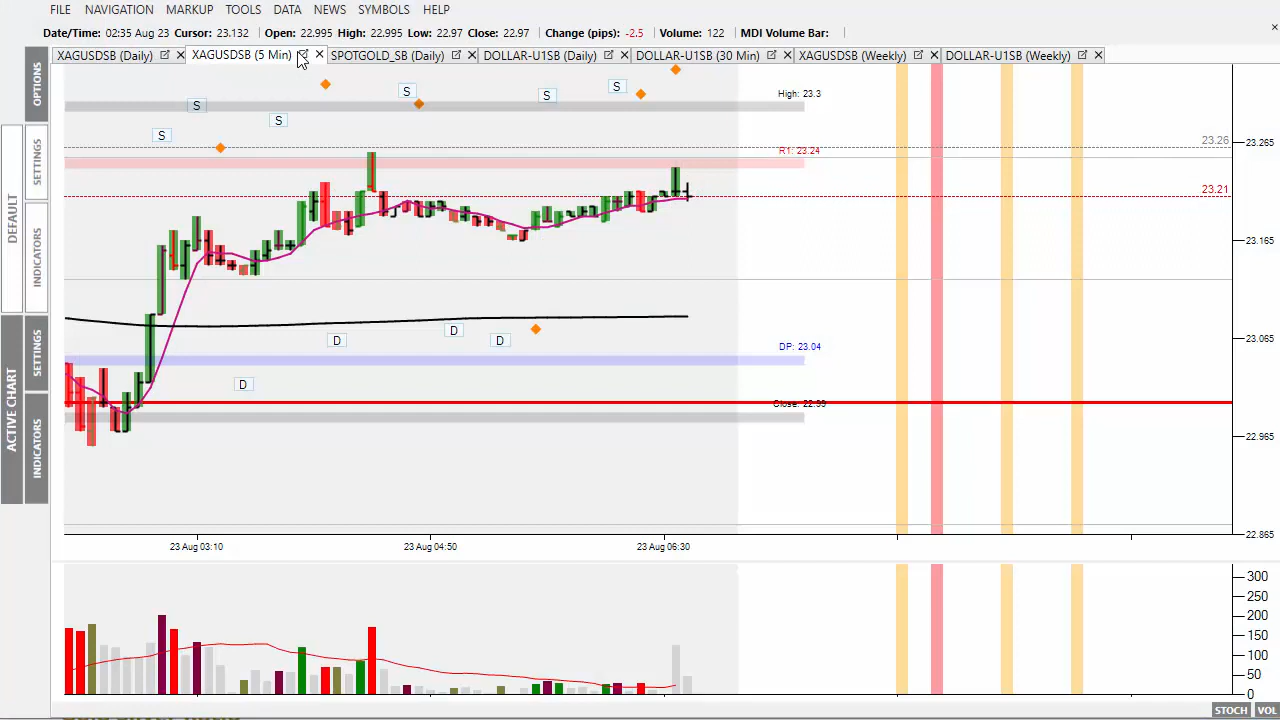 FILE NAVIGATION MARKUP TOOLS DATA NEWS SYMBOLS HELP
Date/Time: 02:35 Aug 23 Cursor: 23.132 Open: 22.995 High: 22.995 Low: 22.97 Close: 22.97 Change (pips): -2.5 Volume: 122 MDI Volume Bar:
XAGUSDSB (Daily) XAGUSDSB (5 Min) SPOTGOLD_SB (Daily) DOLLAR-U1SB (Daily) DOLLAR-U1SB (30 Min) XAGUSDSB (Weekly) DOLLAR-U1SB (Weekly)
OPTIONS
DEFAULT
SETTINGS
INDICATORS
ACTIVE CHART
SETTINGS
INDICATORS
S S S S S S
High: 23.3
R1: 23.24
DP: 23.04
Close: 22.99
D D D D
23.26
23.265
23.21
23.165
23.065
22.965
22.865
23 Aug 03:10 23 Aug 04:50 23 Aug 06:30
300
250
200
150
100
50
0
STOCH VOL